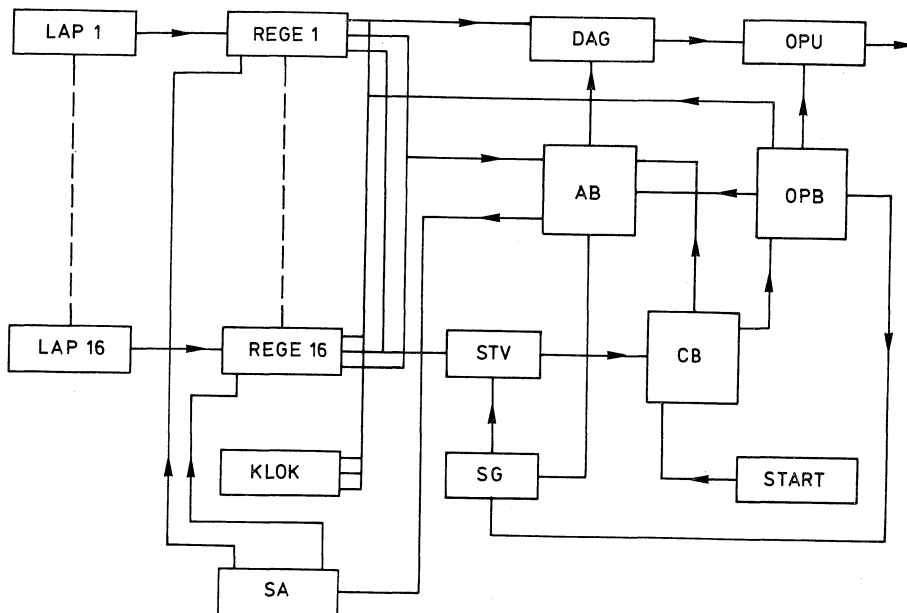 LAP 1
REGE 1
DAG
OPU
AB
OPB
LAP 16
REGE 16
STV
CB
KLOK
SG
START
SA